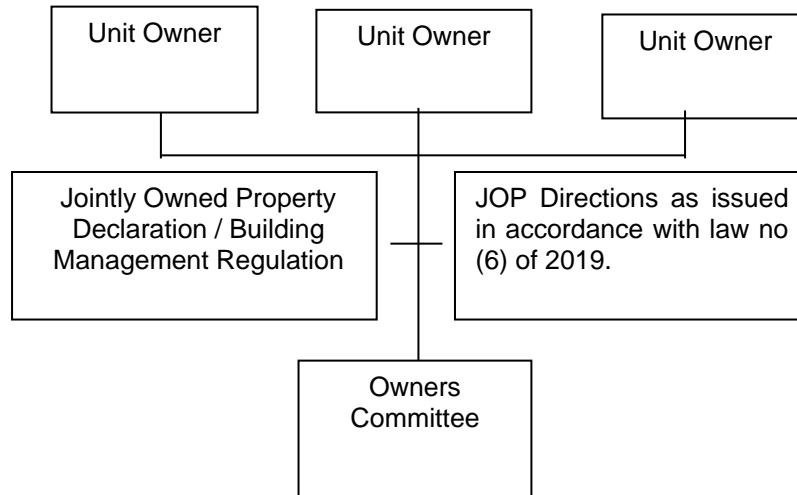 Unit Owner
Unit Owner
Unit Owner
Jointly Owned Property
Declaration / Building
Management Regulation
JOP Directions as issued
in accordance with law no
(6) of 2019.
Owners
Committee